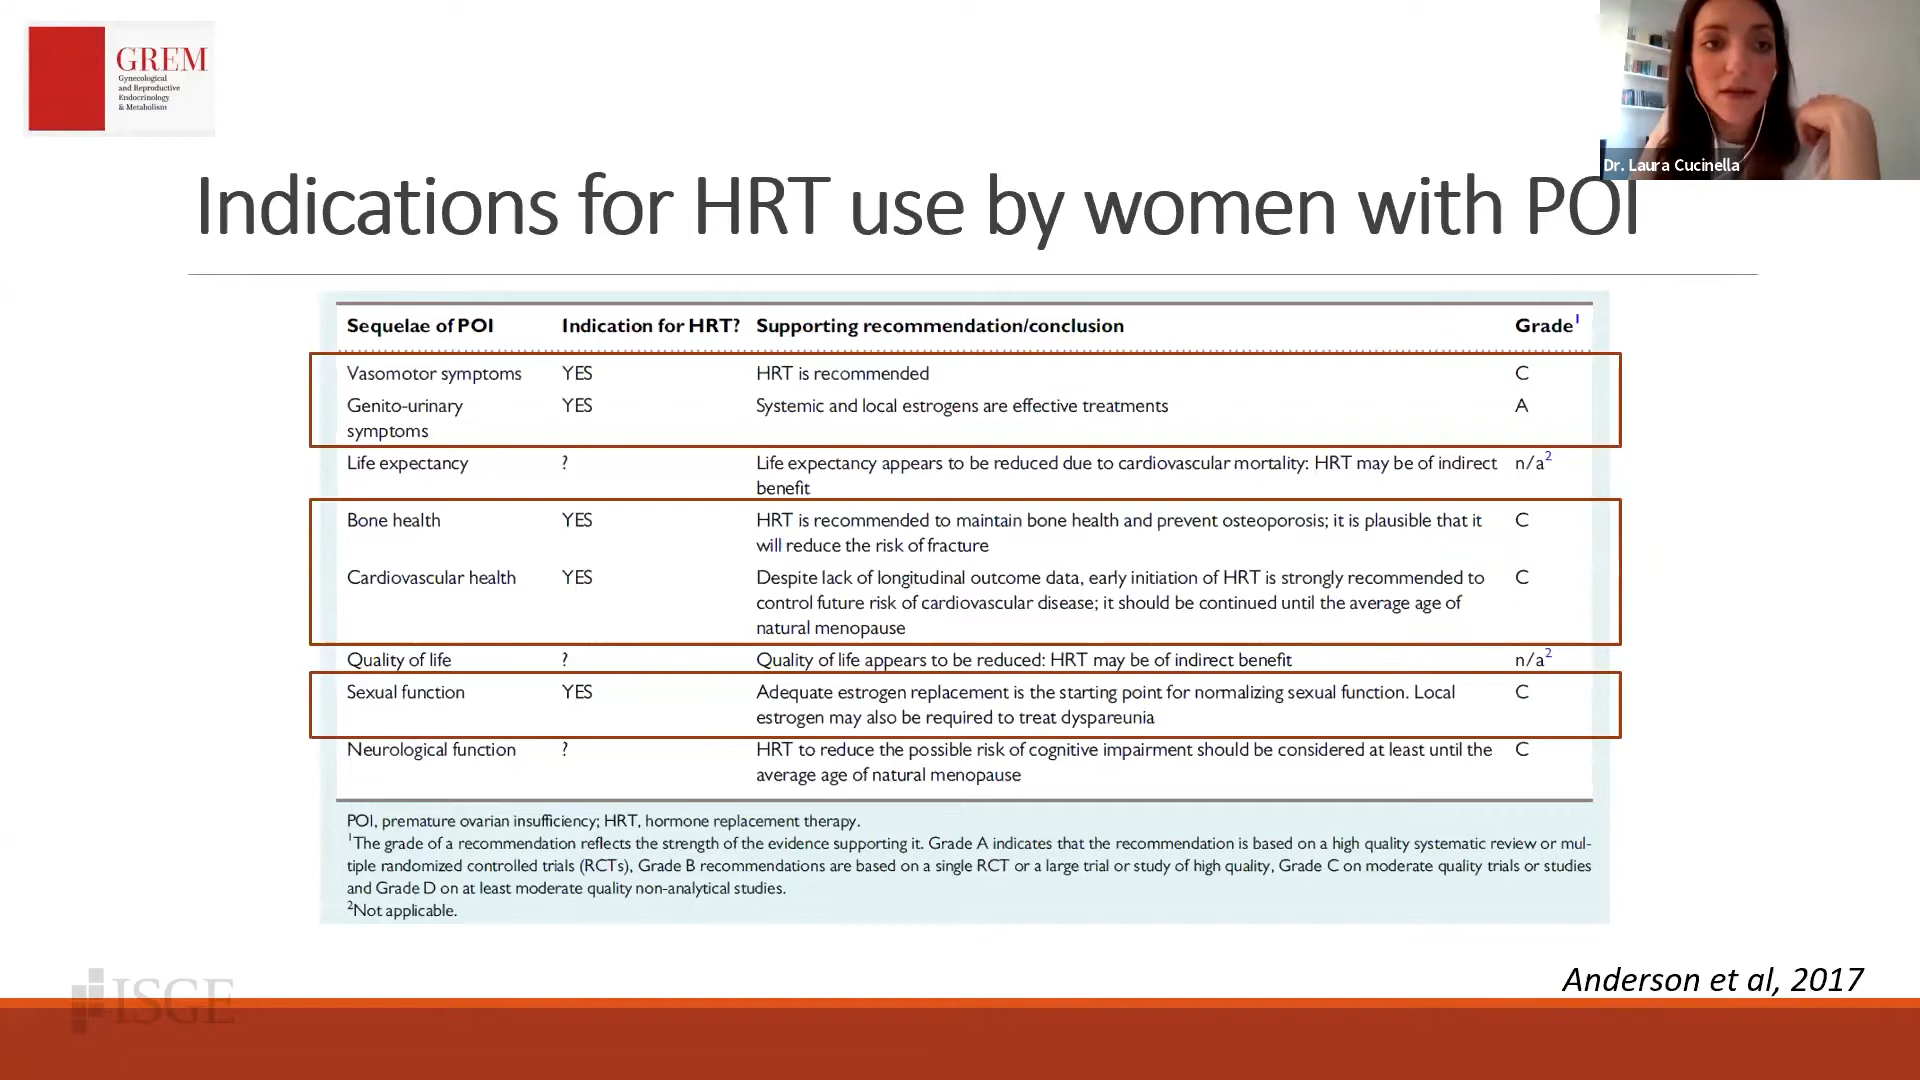 GREM
Gynecological
and Reproductive
Endocrinology
& Metabolism
Dr. Laura Cucinella
Indications for HRT use by women with POI
Sequelae of POI Indication for HRT? Supporting recommendation/conclusion Grade¹
Vasomotor symptoms YES HRT is recommended C
Genito-urinary YES Systemic and local estrogens are effective treatments A
symptoms
Life expectancy ? Life expectancy appears to be reduced due to cardiovascular mortality: HRT may be of indirect n/a²
benefit
Bone health YES HRT is recommended to maintain bone health and prevent osteoporosis; it is plausible that it C
will reduce the risk of fracture
Cardiovascular health YES Despite lack of longitudinal outcome data, early initiation of HRT is strongly recommended to C
control future risk of cardiovascular disease; it should be continued until the average age of
natural menopause
Quality of life ? Quality of life appears to be reduced: HRT may be of indirect benefit n/a²
Sexual function YES Adequate estrogen replacement is the starting point for normalizing sexual function. Local C
estrogen may also be required to treat dyspareunia
Neurological function ? HRT to reduce the possible risk of cognitive impairment should be considered at least until the C
average age of natural menopause
POI, premature ovarian insufficiency; HRT, hormone replacement therapy.
¹The grade of a recommendation reflects the strength of the evidence supporting it. Grade A indicates that the recommendation is based on a high quality systematic review or mul-
tiple randomized controlled trials (RCTs), Grade B recommendations are based on a single RCT or a large trial or study of high quality, Grade C on moderate quality trials or studies
and Grade D on at least moderate quality non-analytical studies.
²Not applicable.
Anderson et al, 2017
ISGE